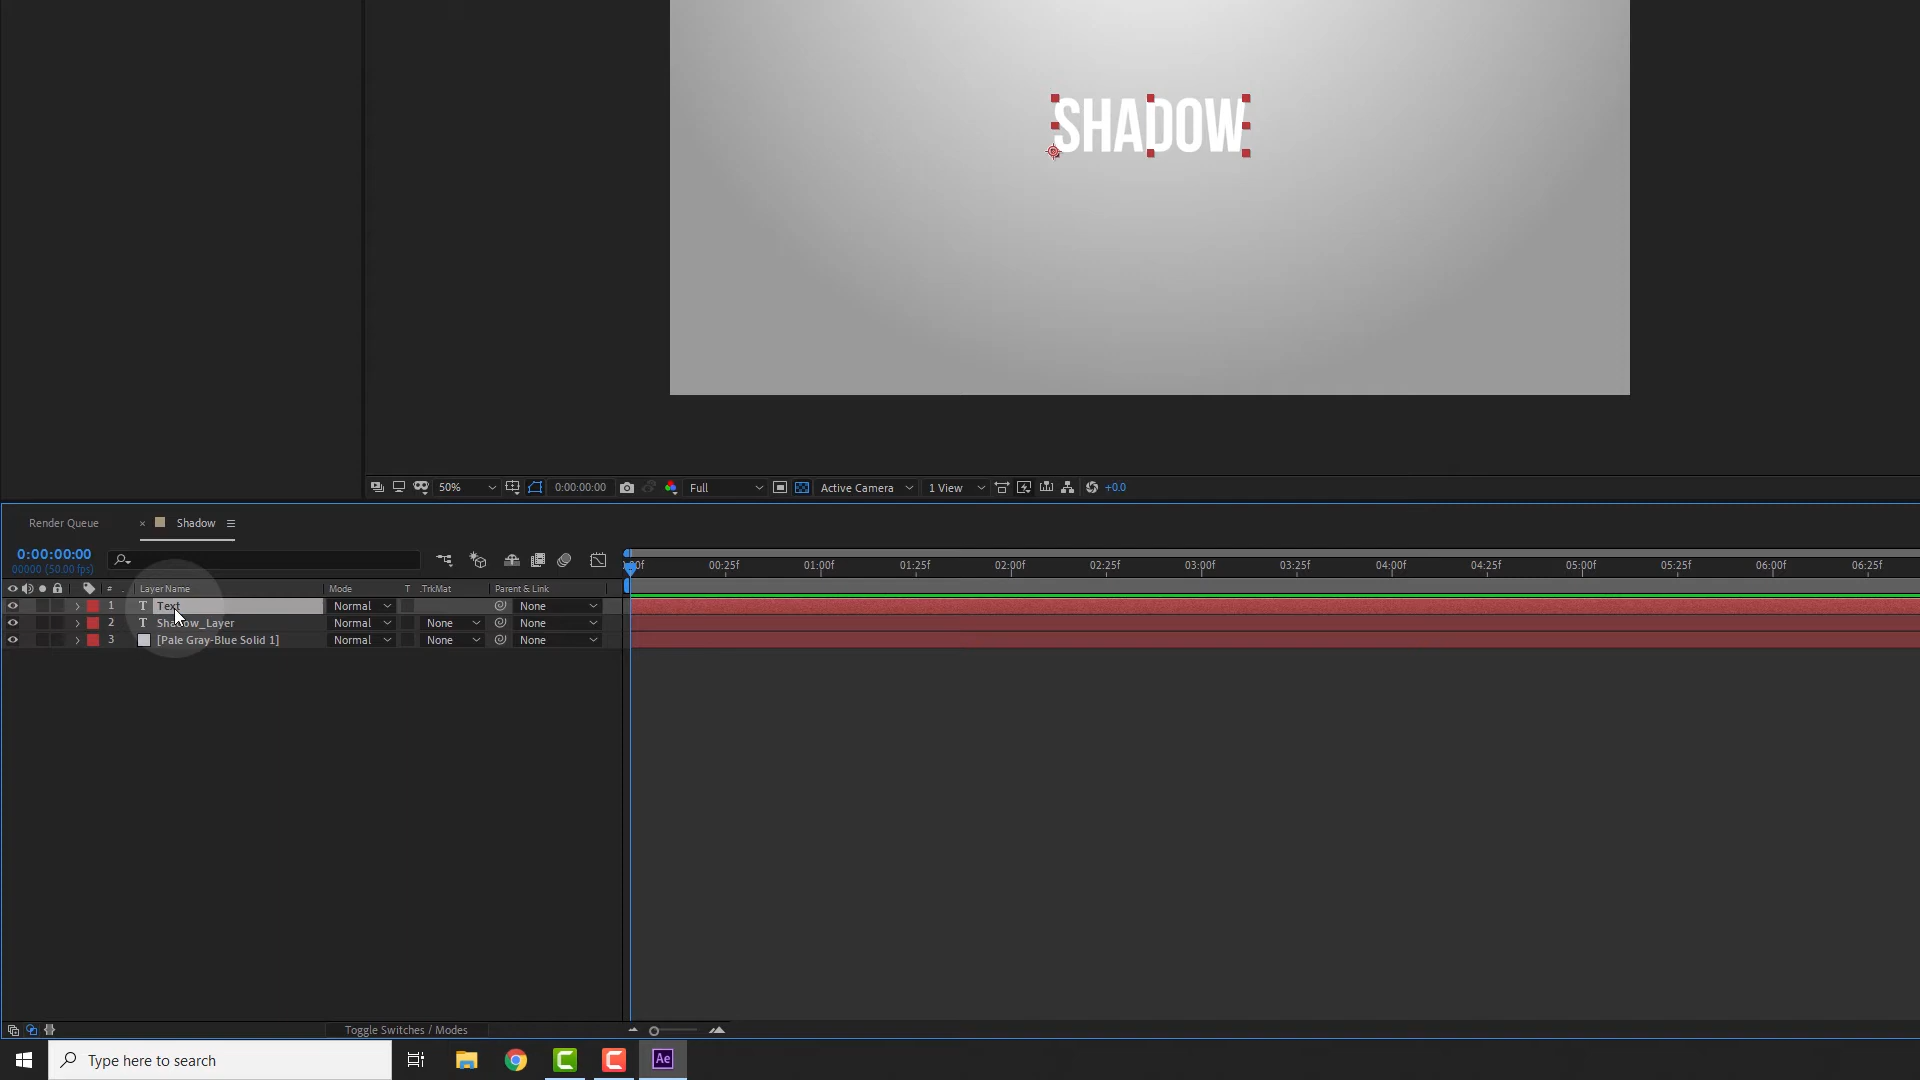 SHADOW
50%
0:00:00:00
Full
Active Camera
1 View
+0.0
Render Queue
× Shadow
0:00:00:00
00000 (50.00 fps)
00:25f 01:00f 01:25f 02:00f 02:25f 03:00f 03:25f 04:00f 04:25f 05:00f 05:25f 06:00f 06:25f
# Layer Name Mode T .TrkMat Parent & Link
1 T Text Normal None
2 T Shadow_Layer Normal None None
3 [Pale Gray-Blue Solid 1] Normal None None
Toggle Switches / Modes
Type here to search
Ae